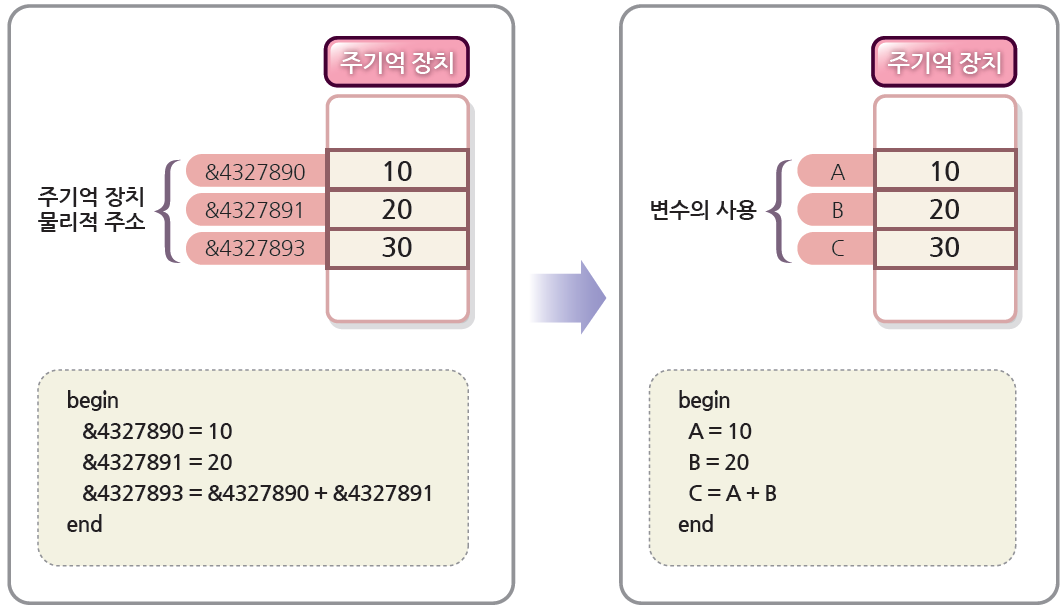 주기억 장치
주기억 장치
물리적 주소
&4327890
10
&4327891
20
&4327893
30
begin
&4327890 = 10
&4327891 = 20
&4327893 = &4327890 + &4327891
end
주기억 장치
변수의 사용
A
10
B
20
C
30
begin
A = 10
B = 20
C = A + B
end